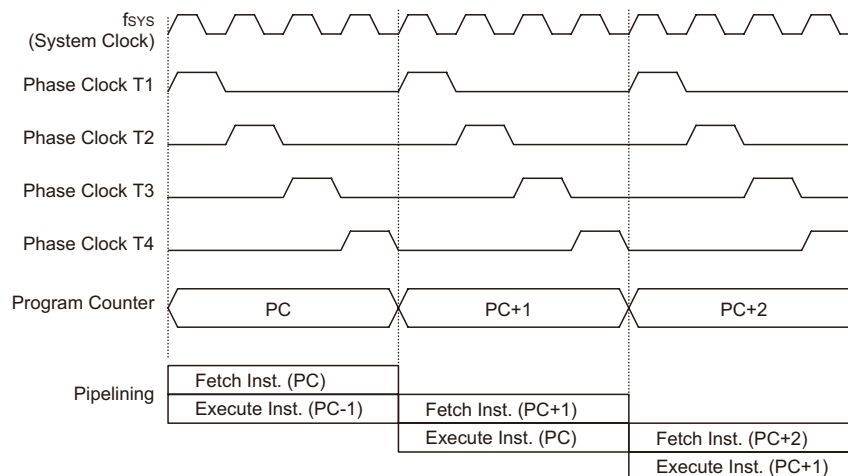 fSYS
(System Clock)
Phase Clock T1
Phase Clock T2
Phase Clock T3
Phase Clock T4
Program Counter
PC
PC+1
PC+2
Pipelining
Fetch Inst. (PC)
Execute Inst. (PC-1)
Fetch Inst. (PC+1)
Execute Inst. (PC)
Fetch Inst. (PC+2)
Execute Inst. (PC+1)